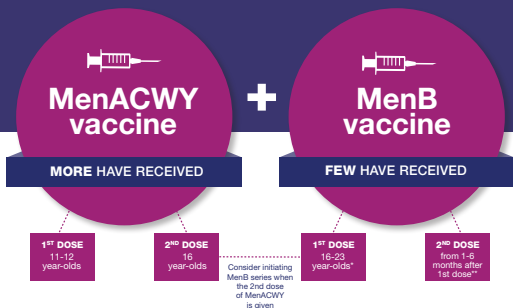 MenACWY
vaccine
MORE HAVE RECEIVED
+
MenB
vaccine
FEW HAVE RECEIVED
1ST DOSE
11-12
year-olds
2ND DOSE
16
year-olds
Consider initiating
MenB series when
the 2nd dose
of MenACWY
is given
1ST DOSE
16-23
year-olds*
2ND DOSE
from 1-6
months after
1st dose**